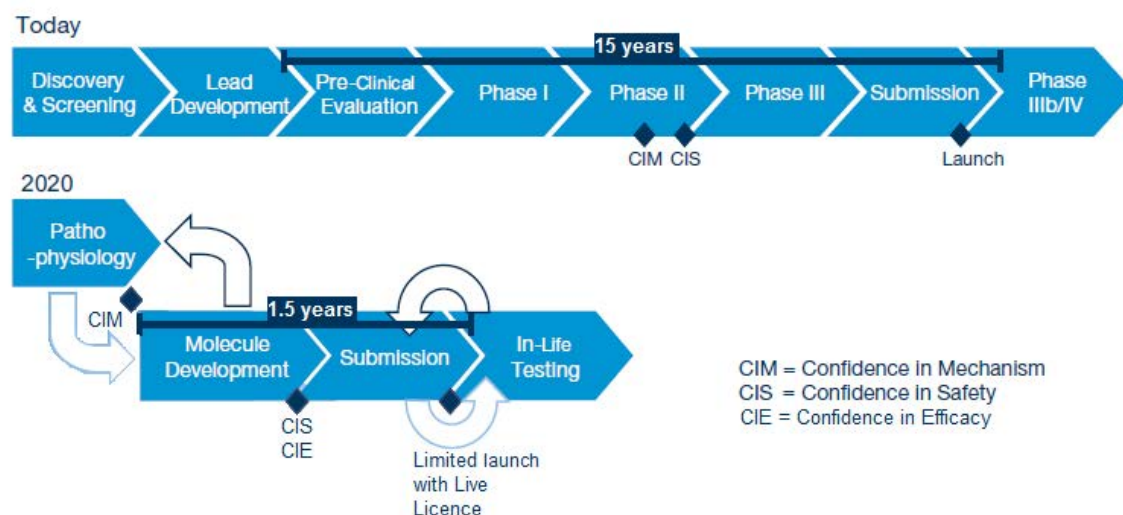 Today
15 years
Discovery
& Screening
Lead
Development
Pre-Clinical
Evaluation
Phase I
Phase II
Phase III
Submission
Phase
IIIb/IV
CIM
CIS
Launch
2020
Patho
-physiology
CIM
1.5 years
Molecule
Development
Submission
In-Life
Testing
CIS
CIE
Limited launch
with Live
Licence
CIM = Confidence in Mechanism
CIS = Confidence in Safety
CIE = Confidence in Efficacy